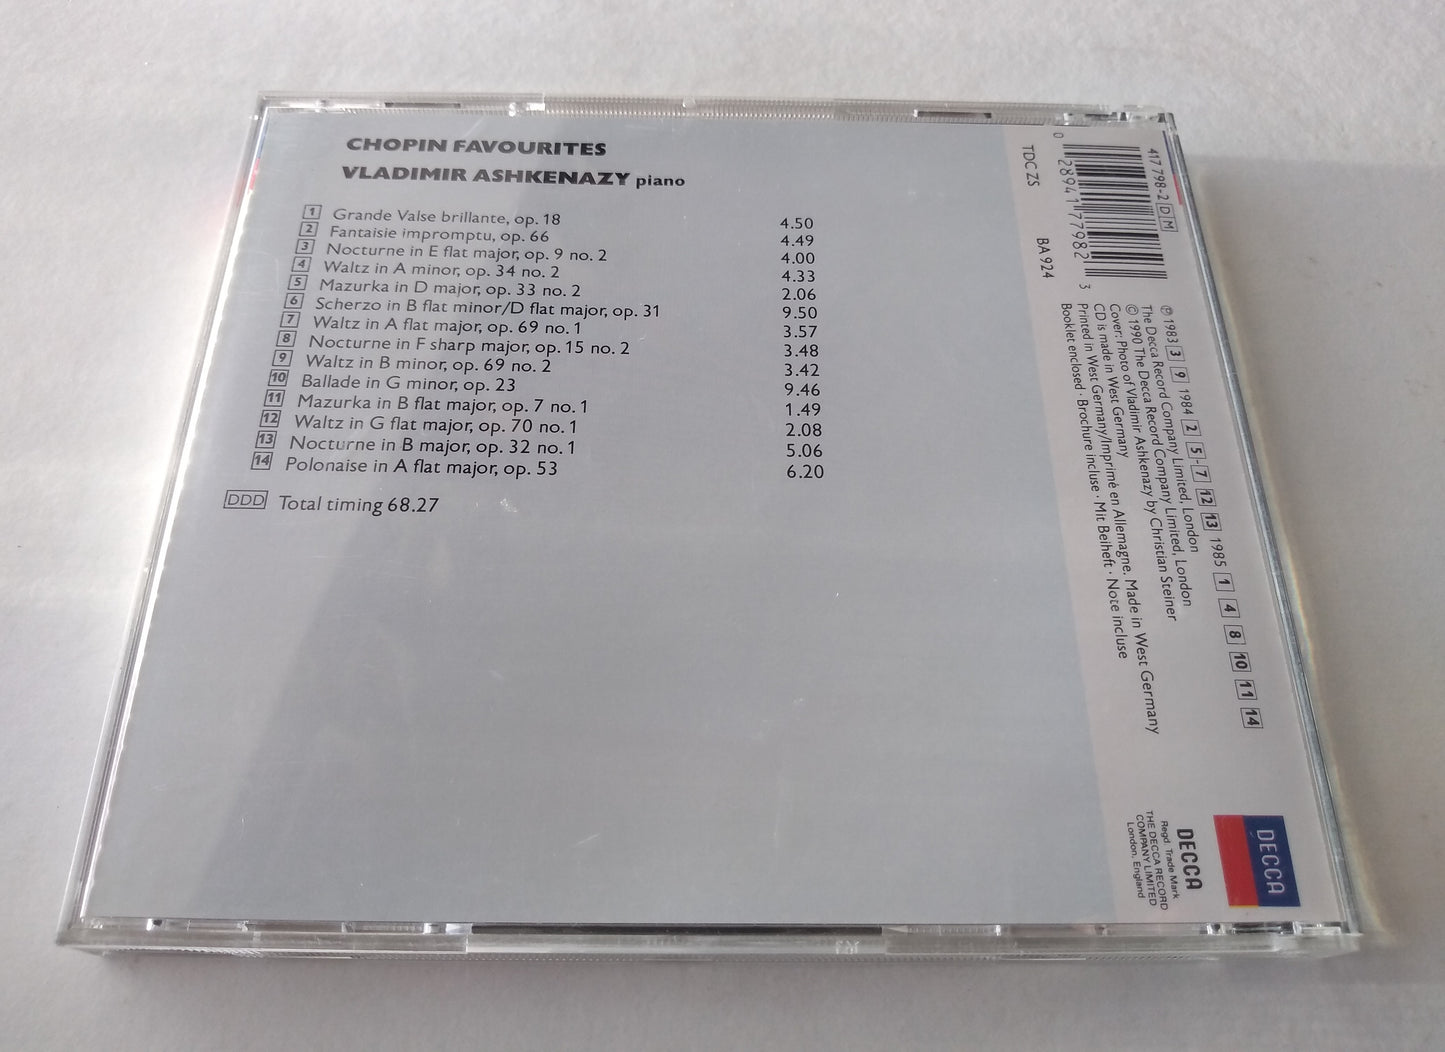 CHOPIN FAVOURITES
VLADIMIR ASHKENAZY piano
1 Grande Valse brillante, op. 18 4.50
2 Fantaisie impromptu, op. 66 4.49
3 Nocturne in E flat major, op. 9 no. 2 4.00
4 Waltz in A minor, op. 34 no. 2 4.33
5 Mazurka in D major, op. 33 no. 2 2.06
6 Scherzo in B flat minor/D flat major, op. 31 9.50
7 Waltz in A flat major, op. 69 no. 1 3.57
8 Nocturne in F sharp major, op. 15 no. 2 3.48
9 Waltz in B minor, op. 69 no. 2 3.42
10 Ballade in G minor, op. 23 9.46
11 Mazurka in B flat major, op. 7 no. 1 1.49
12 Waltz in G flat major, op. 70 no. 1 2.08
13 Nocturne in B major, op. 32 no. 1 5.06
14 Polonaise in A flat major, op. 53 6.20
DDD Total timing 68.27
417 798-2 D M
0 28941 77982 3
TDC ZS
BA 924
℗ 1983 3 9 1984 2 5 - 7 12 13 1985 1 4 8 10 11 14
The Decca Record Company Limited, London
© 1990 The Decca Record Company Limited, London
Cover: Photo of Vladimir Ashkenazy by Christian Steiner
CD is made in West Germany
Printed in West Germany/Imprimé en Allemagne. Made in West Germany
Booklet enclosed · Brochure incluse · Mit Beiheft · Note incluse
DECCA
DECCA
Regd. Trade Mark
THE DECCA RECORD
COMPANY LIMITED
London, England